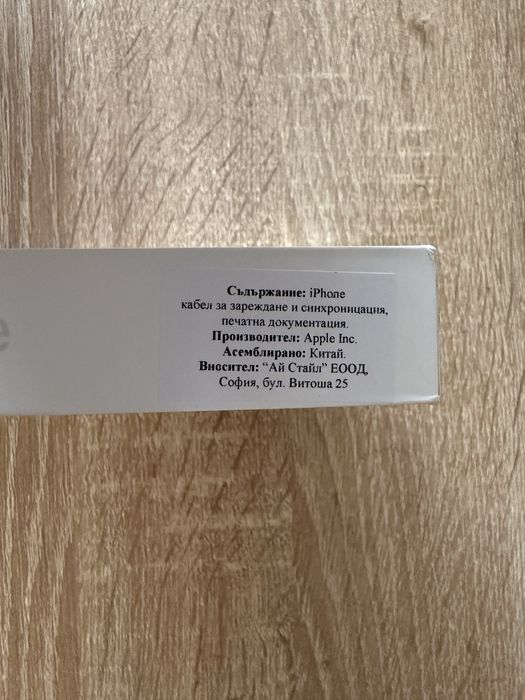 e
Съдържание: iPhone
кабел за зареждане и синхроницация,
печатна документация.
Производител: Apple Inc.
Асемблирано: Китай.
Вносител: “Ай Стайл” ЕООД,
София, бул. Витоша 25